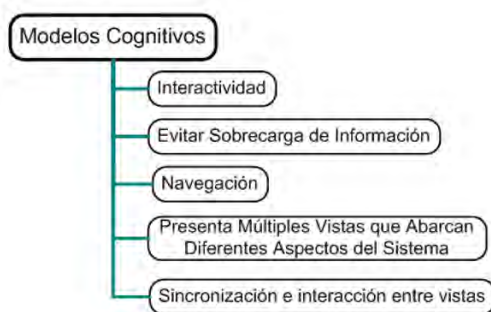 Modelos Cognitivos
Interactividad
Evitar Sobrecarga de Información
Navegación
Presenta Múltiples Vistas que Abarcan
Diferentes Aspectos del Sistema
Sincronización e interacción entre vistas